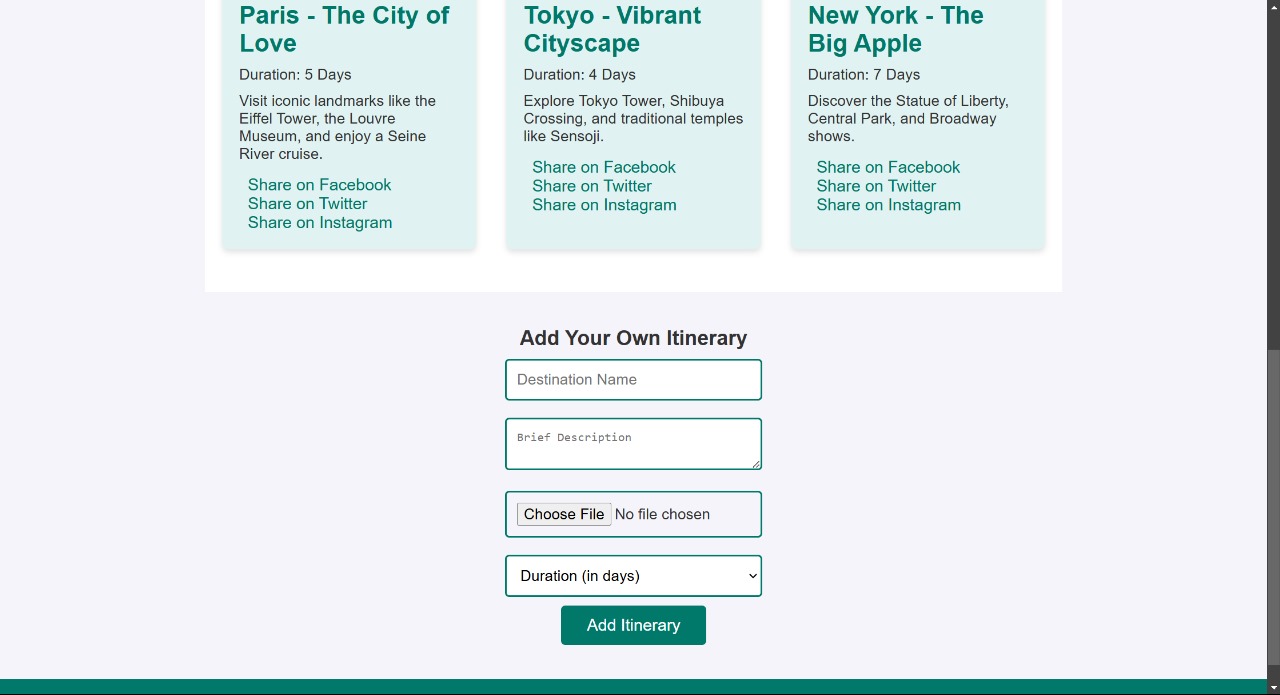 Paris - The City of
Love
Duration: 5 Days
Visit iconic landmarks like the
Eiffel Tower, the Louvre
Museum, and enjoy a Seine
River cruise.
Share on Facebook
Share on Twitter
Share on Instagram
Tokyo - Vibrant
Cityscape
Duration: 4 Days
Explore Tokyo Tower, Shibuya
Crossing, and traditional temples
like Sensoji.
Share on Facebook
Share on Twitter
Share on Instagram
New York - The
Big Apple
Duration: 7 Days
Discover the Statue of Liberty,
Central Park, and Broadway
shows.
Share on Facebook
Share on Twitter
Share on Instagram
Add Your Own Itinerary
Destination Name
Brief Description
Choose File No file chosen
Duration (in days)
Add Itinerary